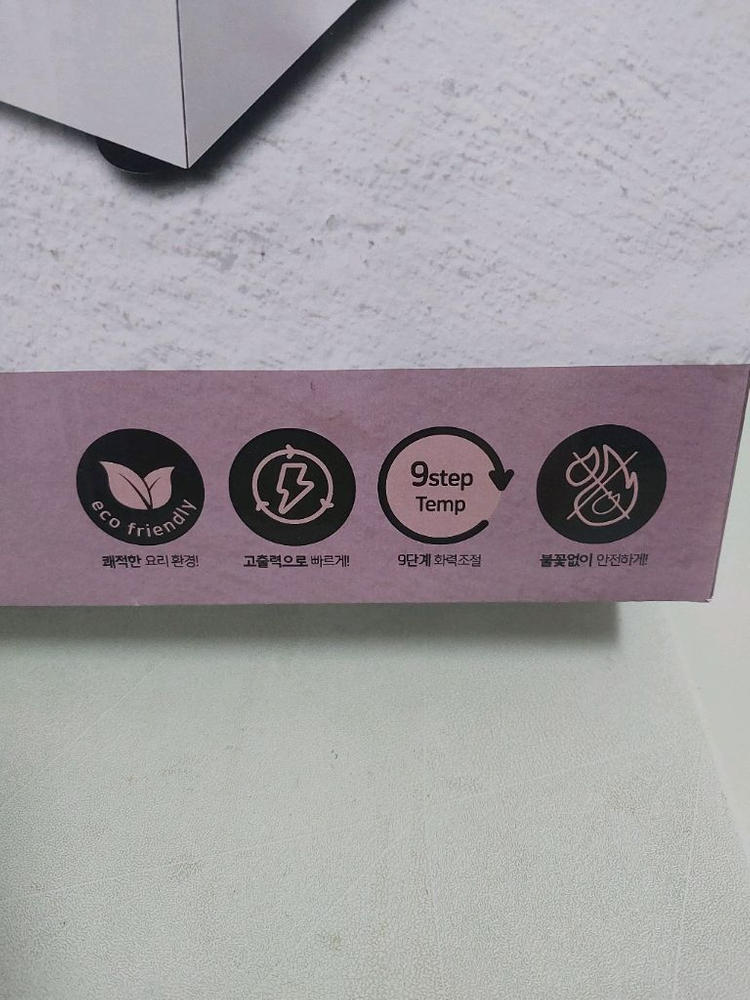 eco friendly
쾌적한 요리 환경!
고출력으로 빠르게!
9step
Temp
9단계 화력조절
불꽃없이 안전하게!